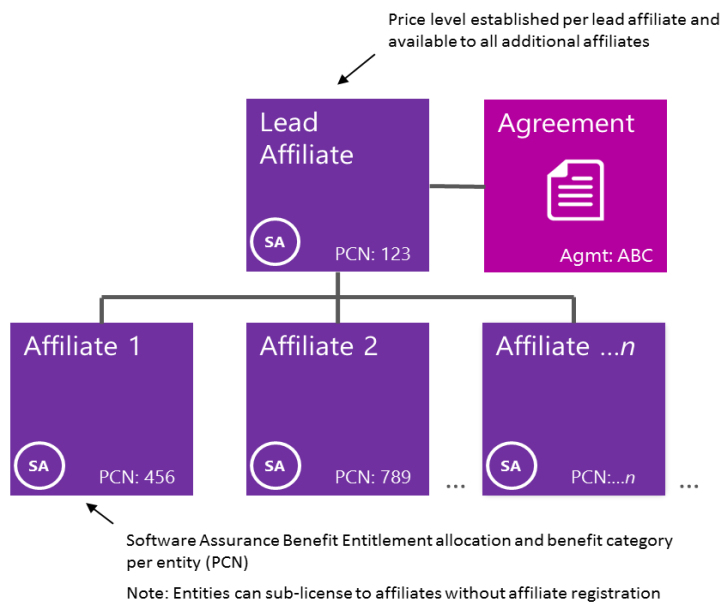 Price level established per lead affiliate and
available to all additional affiliates
Lead
Affiliate
SA
PCN: 123
Agreement
Agmt: ABC
Affiliate 1
SA
PCN: 456
Affiliate 2
SA
PCN: 789
...
Affiliate ...n
SA
PCN:...n
...
Software Assurance Benefit Entitlement allocation and benefit category
per entity (PCN)
Note: Entities can sub-license to affiliates without affiliate registration